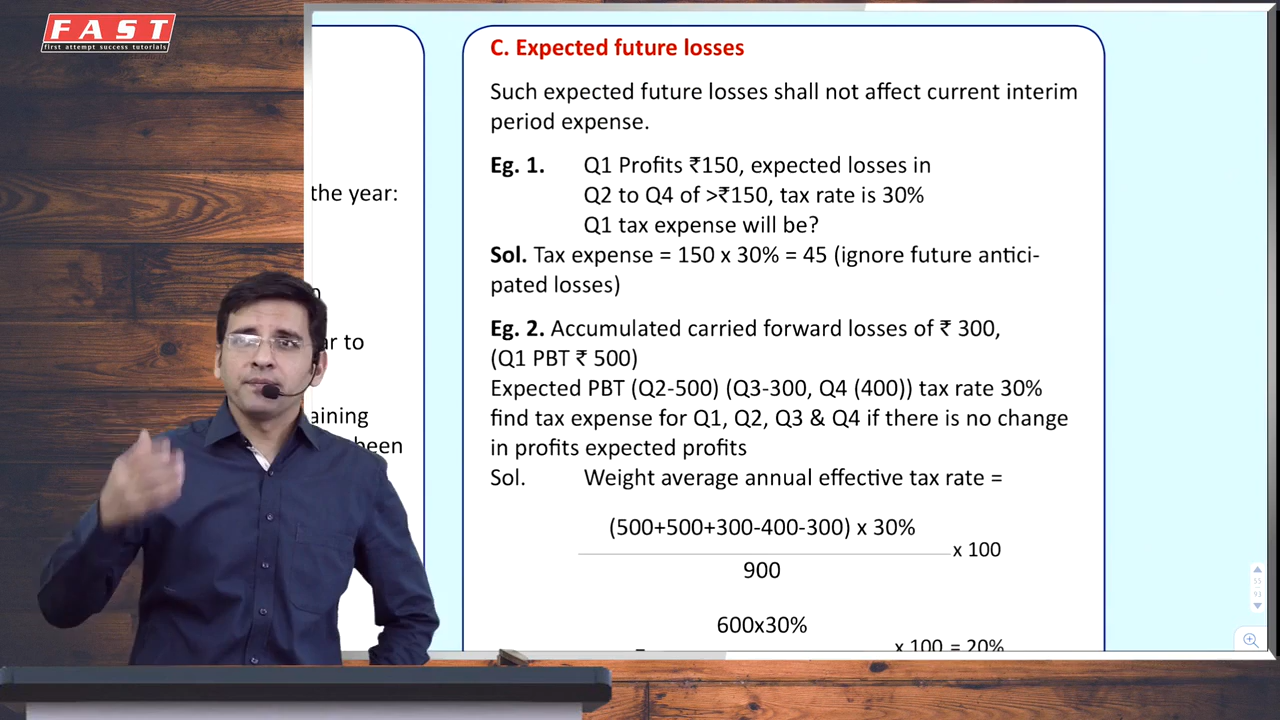 FAST
first attempt success tutorials
the year:
ar to
aining
been
C. Expected future losses
Such expected future losses shall not affect current interim
period expense.
Eg. 1. Q1 Profits ₹150, expected losses in
Q2 to Q4 of >₹150, tax rate is 30%
Q1 tax expense will be?
Sol. Tax expense = 150 x 30% = 45 (ignore future antici-
pated losses)
Eg. 2. Accumulated carried forward losses of ₹ 300,
(Q1 PBT ₹ 500)
Expected PBT (Q2-500) (Q3-300, Q4 (400)) tax rate 30%
find tax expense for Q1, Q2, Q3 & Q4 if there is no change
in profits expected profits
Sol. Weight average annual effective tax rate =
(500+500+300-400-300) x 30%
x 100
900
600x30%
= x 100 = 20%
55
93